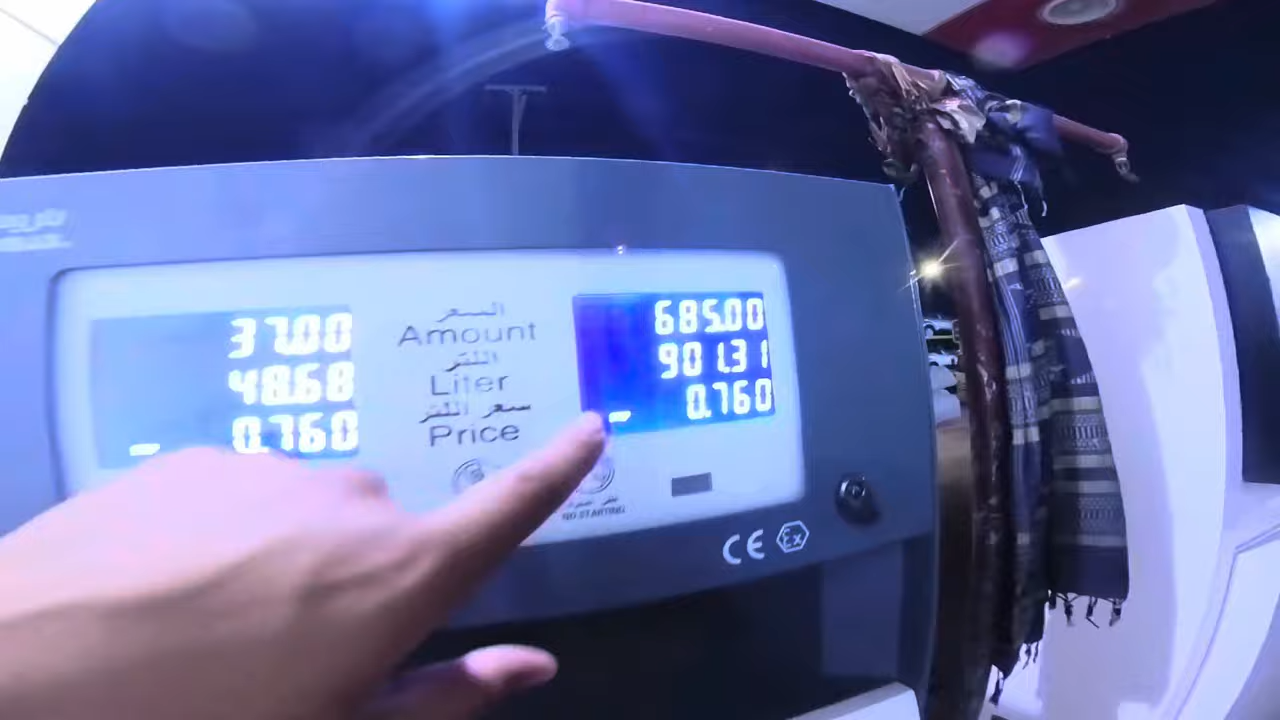 37.00
48.68
0.760
السعر
Amount
اللتر
Liter
سعر اللتر
Price
685.00
901.31
0.760
NO STARTING
CE Ex